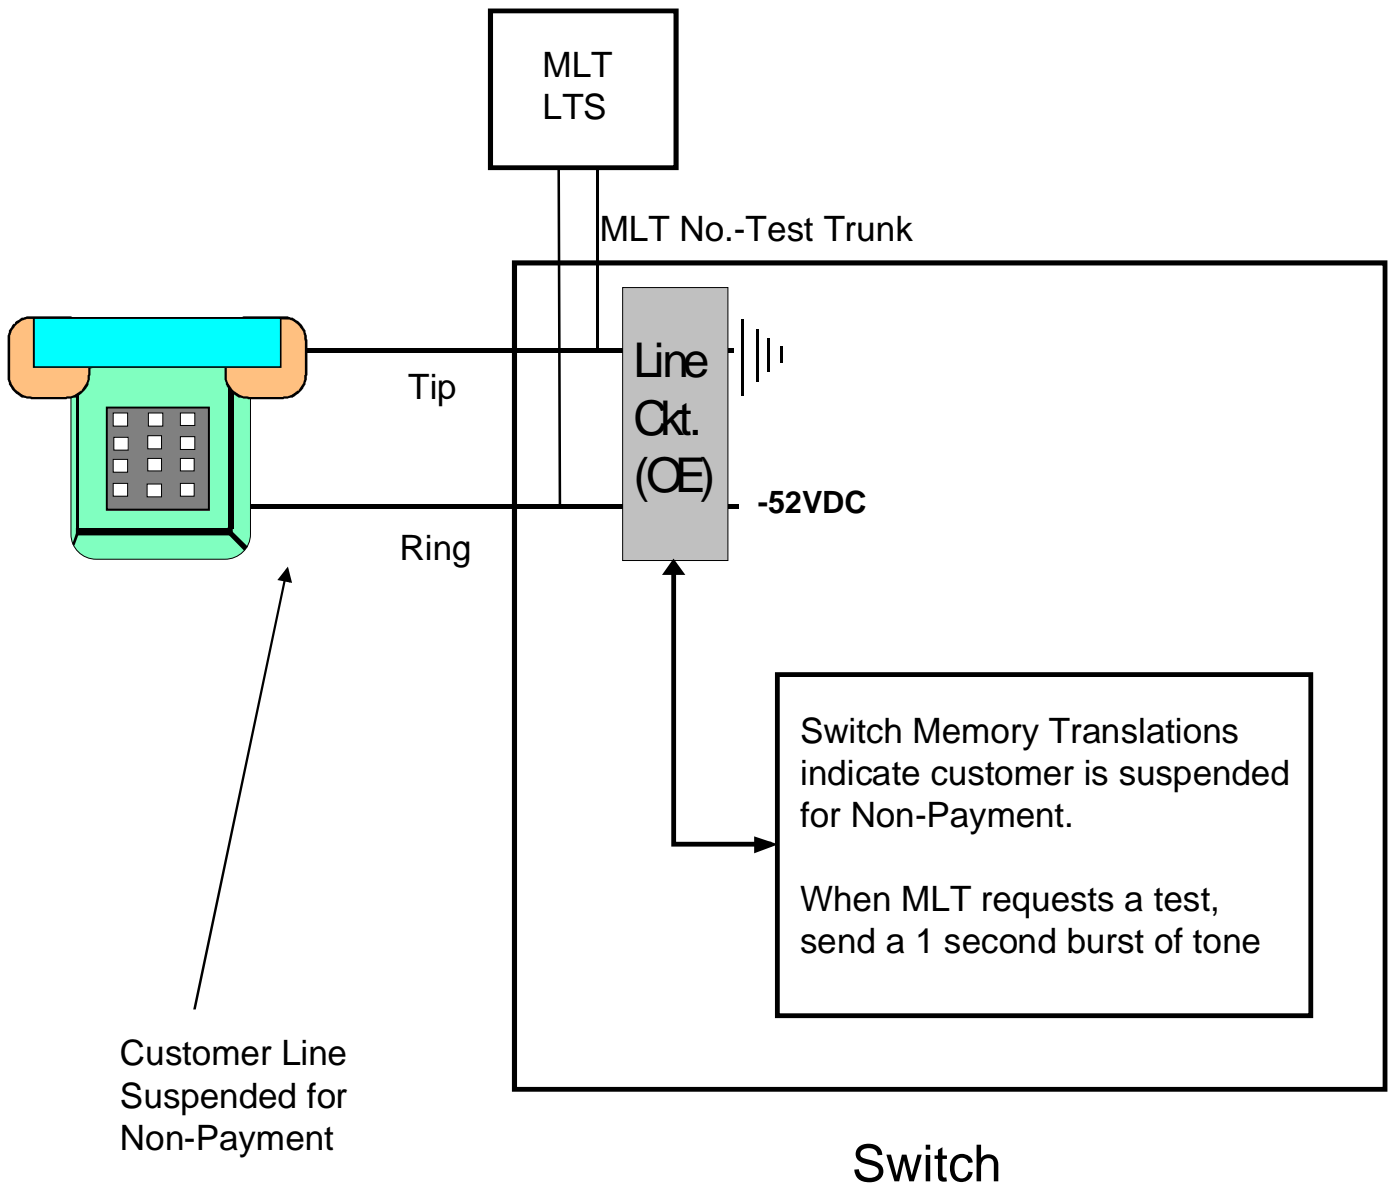 MLT
LTS
MLT No.-Test Trunk
Tip
Ring
Line
Ckt.
(OE)
-52VDC
Switch Memory Translations
indicate customer is suspended
for Non-Payment.
When MLT requests a test,
send a 1 second burst of tone
Customer Line
Suspended for
Non-Payment
Switch